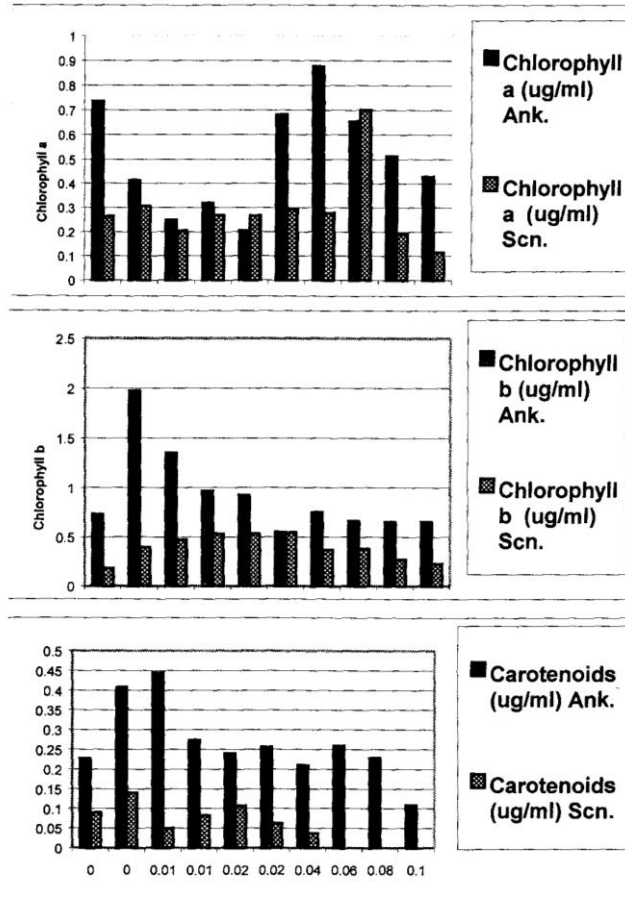 1
0.9
0.8
0.7
0.6
0.5
0.4
0.3
0.2
0.1
0
Chlorophyll a
Chlorophyll
a (ug/ml)
Ank.
Chlorophyll
a (ug/ml)
Scn.
2.5
2
1.5
1
0.5
0
Chlorophyll b
Chlorophyll
b (ug/ml)
Ank.
Chlorophyll
b (ug/ml)
Scn.
0.5
0.45
0.4
0.35
0.3
0.25
0.2
0.15
0.1
0.05
0
0 0 0.01 0.01 0.02 0.02 0.04 0.06 0.08 0.1
Carotenoids
(ug/ml) Ank.
Carotenoids
(ug/ml) Scn.